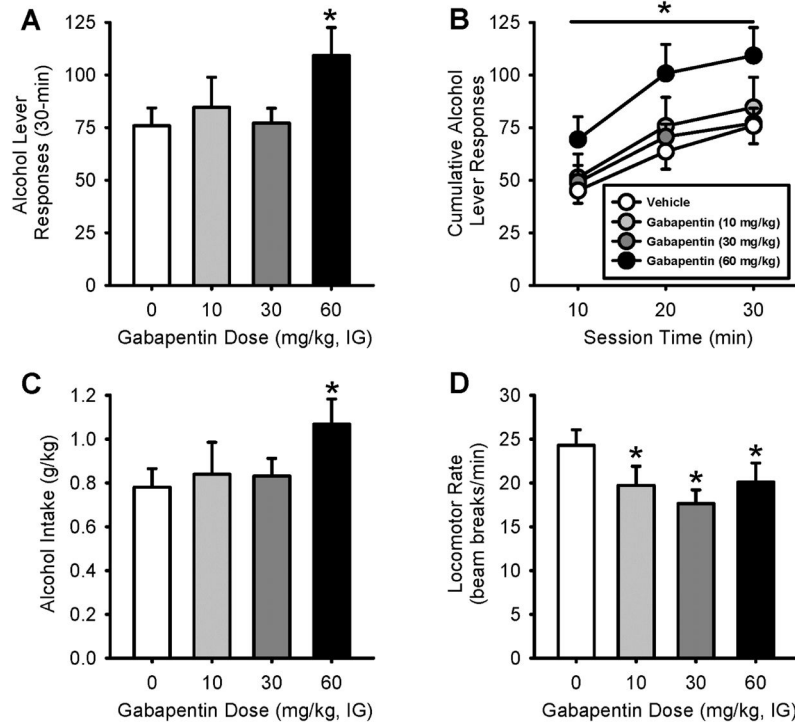 A
*
Alcohol Lever
Responses (30-min)
125
100
75
50
25
0
0 10 30 60
Gabapentin Dose (mg/kg, IG)
B
*
Cumulative Alcohol
Lever Responses
125
100
75
50
25
0
Vehicle
Gabapentin (10 mg/kg)
Gabapentin (30 mg/kg)
Gabapentin (60 mg/kg)
10 20 30
Session Time (min)
C
*
Alcohol Intake (g/kg)
1.2
1.0
0.8
0.6
0.4
0.2
0.0
0 10 30 60
Gabapentin Dose (mg/kg, IG)
D
Locomotor Rate
(beam breaks/min)
30
25
20
15
10
5
0
* * *
0 10 30 60
Gabapentin Dose (mg/kg, IG)